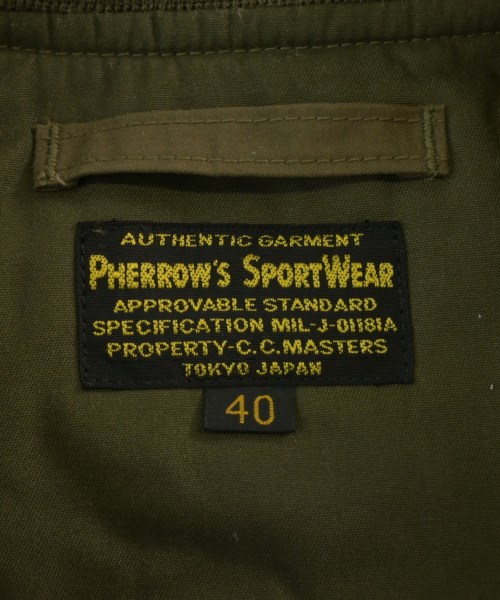 AUTHENTIC GARMENT
PHERROW'S SPORTWEAR
APPROVABLE STANDARD
SPECIFICATION MIL-J-01181A
PROPERTY-C.C.MASTERS
TOKYO JAPAN
40